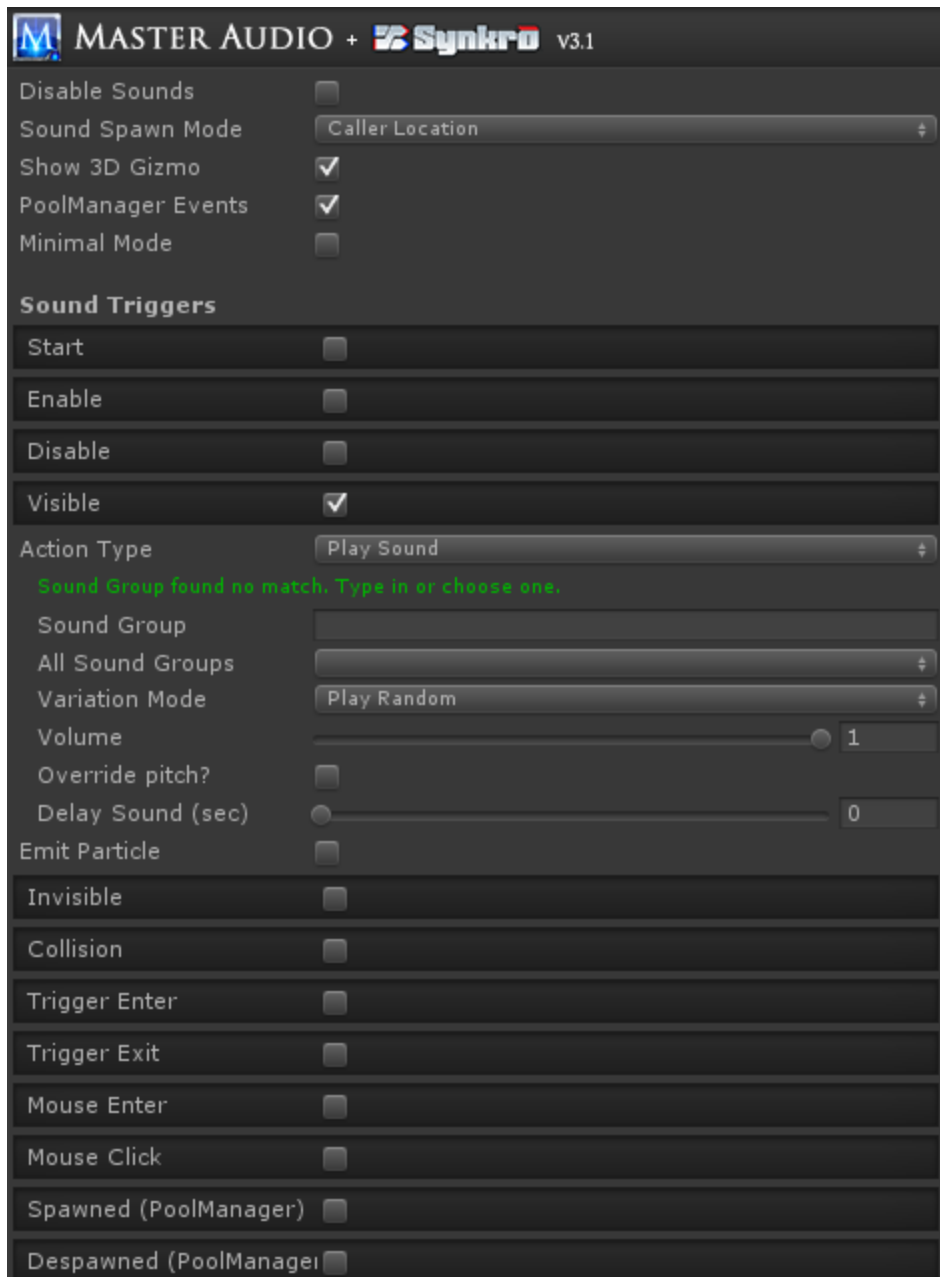 M MASTER AUDIO + Synkro v3.1
Disable Sounds
Sound Spawn Mode Caller Location
Show 3D Gizmo
PoolManager Events
Minimal Mode
Sound Triggers
Start
Enable
Disable
Visible
Action Type Play Sound
Sound Group found no match. Type in or choose one.
Sound Group
All Sound Groups
Variation Mode Play Random
Volume 1
Override pitch?
Delay Sound (sec) 0
Emit Particle
Invisible
Collision
Trigger Enter
Trigger Exit
Mouse Enter
Mouse Click
Spawned (PoolManager)
Despawned (PoolManager